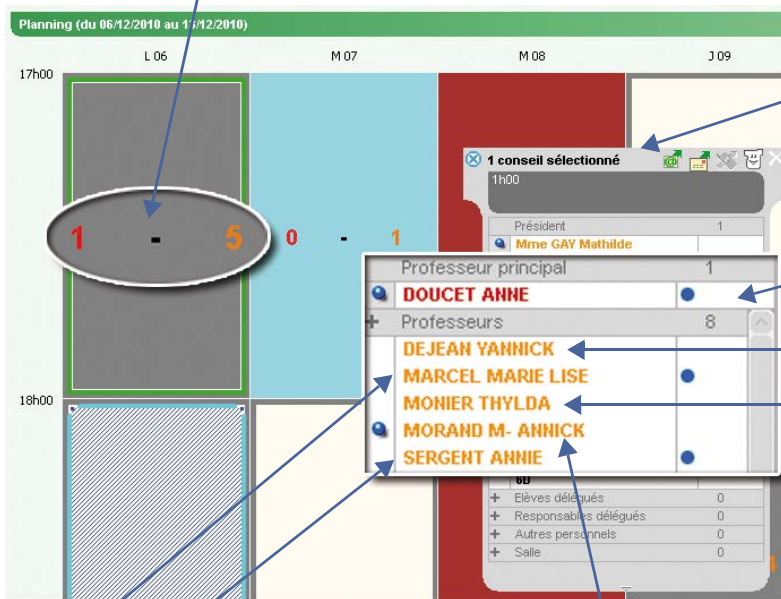 Planning (du 06/12/2010 au 1 /12/2010)
L 06 M 07 M 08 J 09
17h00
1 conseil sélectionné
1h00
Président 1
Mme GAY Mathilde
1 - 5 0 - 1
Professeur principal 1
DOUCET ANNE
+ Professeurs 8
DEJEAN YANNICK
MARCEL MARIE LISE
18h00
MONIER THYLDA
MORAND M- ANNICK
SERGENT ANNIE
6D
+ Elèves délégués 0
+ Responsables délégués 0
+ Autres personnels 0
+ Salle 0
4